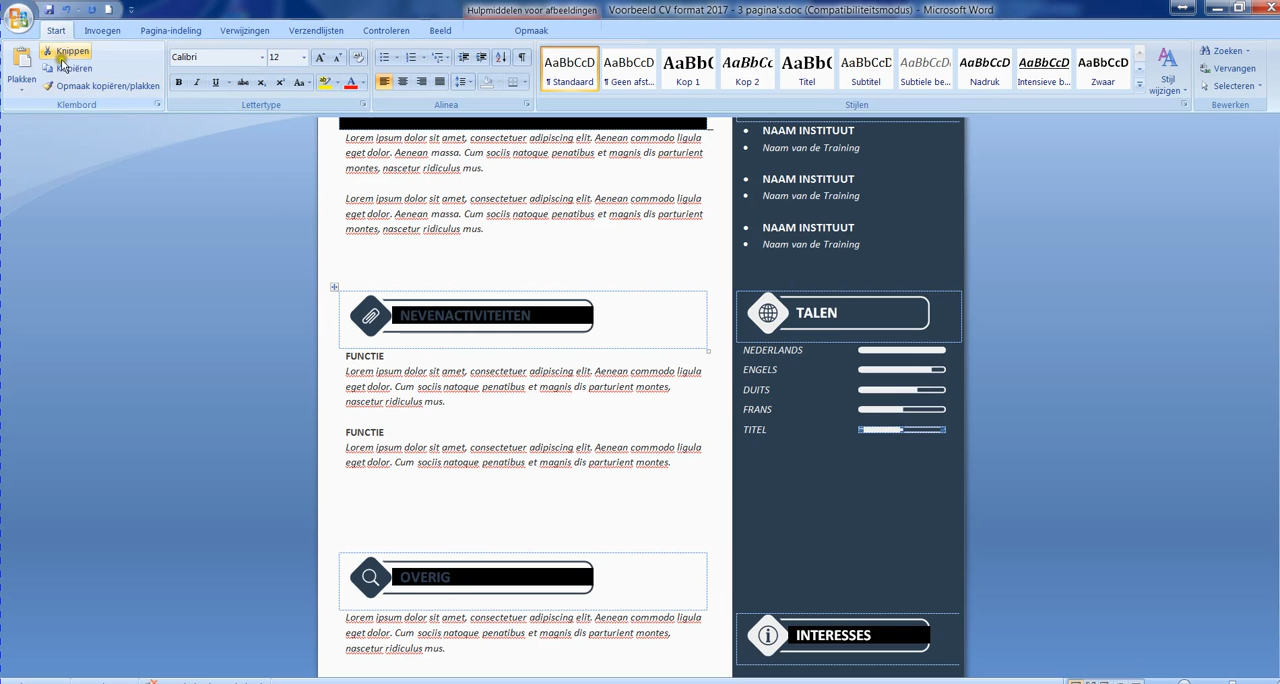 Hulpmiddelen voor afbeeldingen
Voorbeeld CV format 2017 - 3 pagina's.doc (Compatibiliteitsmodus) - Microsoft Word
Start Invoegen Pagina-indeling Verwijzingen Verzendlijsten Controleren Beeld Opmaak
Plakken
Knippen
Kopiëren
Opmaak kopiëren/plakken
Klembord
Calibri 12
Lettertype
Alinea
AaBbCcD AaBbCcD AaBbC AaBbCc AaBbC AaBbCcD AaBbCcD AaBbCcD AaBbCcD AaBbCcD
¶ Standaard ¶ Geen afst... Kop 1 Kop 2 Titel Subtitel Subtiele be... Nadruk Intensieve b... Zwaar
Stijlen
Stijl wijzigen
Zoeken
Vervangen
Selecteren
Bewerken
Lorem ipsum dolor sit amet, consectetuer adipiscing elit. Aenean commodo ligula
eget dolor. Aenean massa. Cum sociis natoque penatibus et magnis dis parturient
montes, nascetur ridiculus mus.
Lorem ipsum dolor sit amet, consectetuer adipiscing elit. Aenean commodo ligula
eget dolor. Aenean massa. Cum sociis natoque penatibus et magnis dis parturient
montes, nascetur ridiculus mus.
NEVENACTIVITEITEN
FUNCTIE
Lorem ipsum dolor sit amet, consectetuer adipiscing elit. Aenean commodo ligula
eget dolor. Cum sociis natoque penatibus et magnis dis parturient montes,
nascetur ridiculus mus.
FUNCTIE
Lorem ipsum dolor sit amet, consectetuer adipiscing elit. Aenean commodo ligula
eget dolor. Cum sociis natoque penatibus et magnis dis parturient montes.
OVERIG
Lorem ipsum dolor sit amet, consectetuer adipiscing elit. Aenean commodo ligula
eget dolor. Cum sociis natoque penatibus et magnis dis parturient montes,
nascetur ridiculus mus.
• NAAM INSTITUUT
• Naam van de Training
• NAAM INSTITUUT
• Naam van de Training
• NAAM INSTITUUT
• Naam van de Training
TALEN
NEDERLANDS
ENGELS
DUITS
FRANS
TITEL
INTERESSES